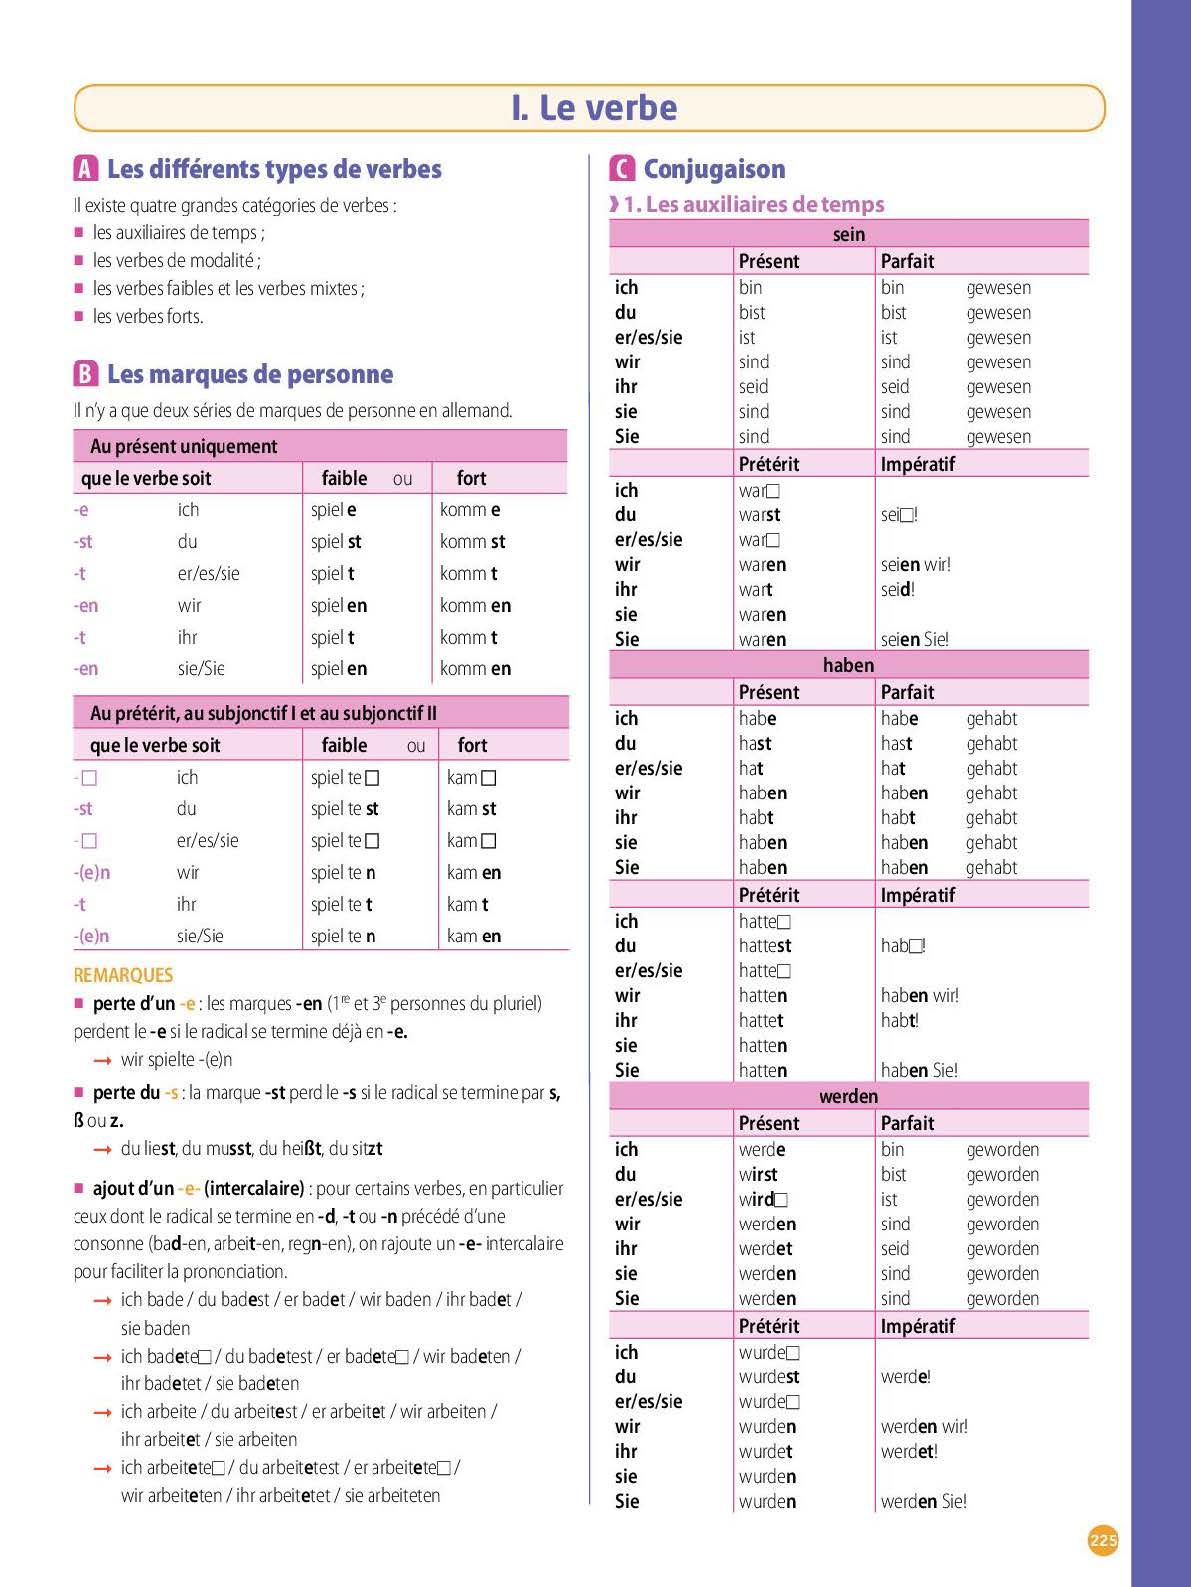 I. Le verbe
A Les différents types de verbes
Il existe quatre grandes catégories de verbes :
■ les auxiliaires de temps ;
■ les verbes de modalité ;
■ les verbes faibles et les verbes mixtes ;
■ les verbes forts.
B Les marques de personne
Il n'y a que deux séries de marques de personne en allemand.
Au présent uniquement
que le verbe soit faible ou fort
-e ich spiel e komm e
-st du spiel st komm st
-t er/es/sie spiel t komm t
-en wir spiel en komm en
-t ihr spiel t komm t
-en sie/Sie spiel en komm en
Au prétérit, au subjonctif I et au subjonctif II
que le verbe soit faible ou fort
-□ ich spiel te □ kam □
-st du spiel te st kam st
-□ er/es/sie spiel te □ kam □
-(e)n wir spiel te n kam en
-t ihr spiel te t kam t
-(e)n sie/Sie spiel te n kam en
REMARQUES
■ perte d'un -e : les marques -en (1re et 3e personnes du pluriel)
perdent le -e si le radical se termine déjà en -e.
→ wir spielte -(e)n
■ perte du -s : la marque -st perd le -s si le radical se termine par s,
ß ou z.
→ du liest, du musst, du heißt, du sitzt
■ ajout d'un -e- (intercalaire) : pour certains verbes, en particulier
ceux dont le radical se termine en -d, -t ou -n précédé d'une
consonne (bad-en, arbeit-en, regn-en), on rajoute un -e- intercalaire
pour faciliter la prononciation.
→ ich bade / du badest / er badet / wir baden / ihr badet /
sie baden
→ ich badete□ / du badetest / er badete□ / wir badeten /
ihr badetet / sie badeten
→ ich arbeite / du arbeitest / er arbeitet / wir arbeiten /
ihr arbeitet / sie arbeiten
→ ich arbeitete□ / du arbeitetest / er arbeitete□ /
wir arbeiteten / ihr arbeitetet / sie arbeiteten
C Conjugaison
1. Les auxiliaires de temps
sein
Présent Parfait
ich bin bin gewesen
du bist bist gewesen
er/es/sie ist ist gewesen
wir sind sind gewesen
ihr seid seid gewesen
sie sind sind gewesen
Sie sind sind gewesen
Prétérit Impératif
ich war□
du warst sei□!
er/es/sie war□
wir waren seien wir!
ihr wart seid!
sie waren
Sie waren seien Sie!
haben
Présent Parfait
ich habe habe gehabt
du hast hast gehabt
er/es/sie hat hat gehabt
wir haben haben gehabt
ihr habt habt gehabt
sie haben haben gehabt
Sie haben haben gehabt
Prétérit Impératif
ich hatte□
du hattest hab□!
er/es/sie hatte□
wir hatten haben wir!
ihr hattet habt!
sie hatten
Sie hatten haben Sie!
werden
Présent Parfait
ich werde bin geworden
du wirst bist geworden
er/es/sie wird□ ist geworden
wir werden sind geworden
ihr werdet seid geworden
sie werden sind geworden
Sie werden sind geworden
Prétérit Impératif
ich wurde□
du wurdest werde!
er/es/sie wurde□
wir wurden werden wir!
ihr wurdet werdet!
sie wurden
Sie wurden werden Sie!
225